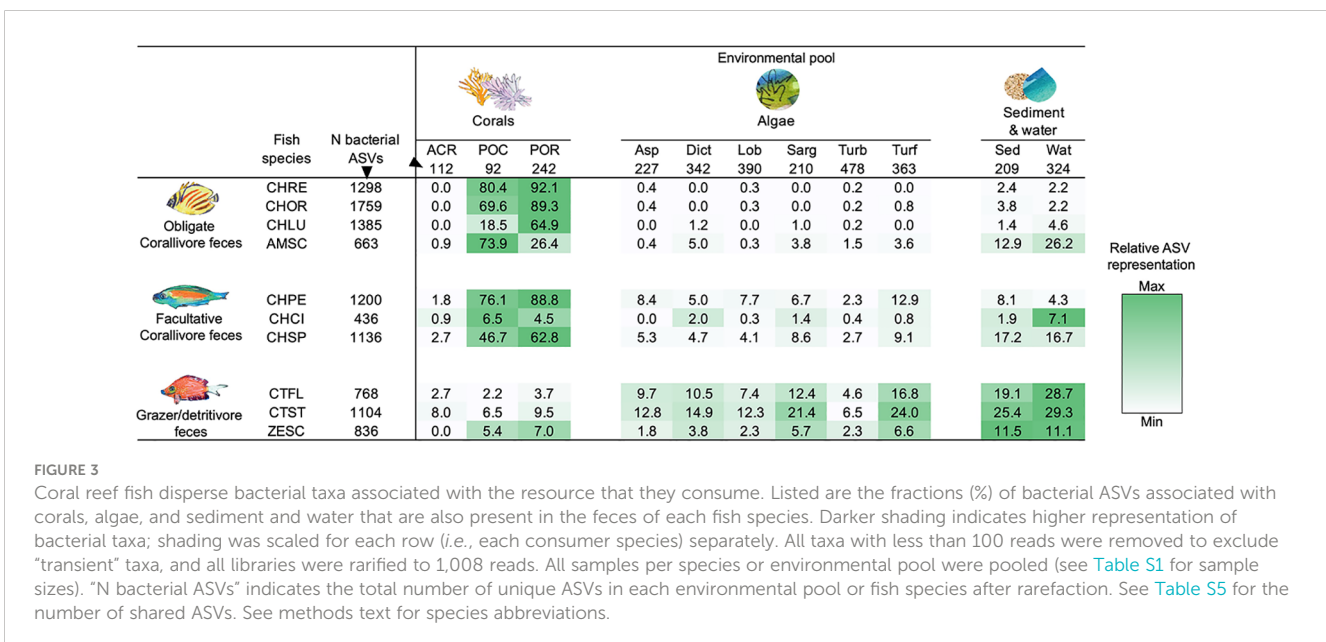 Environmental pool
Corals
Algae
Sediment
& water
Fish
species
N bacterial
ASVs
ACR POC POR Asp Dict Lob Sarg Turb Turf Sed Wat
112 92 242 227 342 390 210 478 363 209 324
CHRE 1298 0.0 80.4 92.1 0.4 0.0 0.3 0.0 0.2 0.0 2.4 2.2
CHOR 1759 0.0 69.6 89.3 0.4 0.0 0.3 0.0 0.2 0.8 3.8 2.2
Obligate
Corallivore feces
CHLU 1385 0.0 18.5 64.9 0.0 1.2 0.0 1.0 0.2 0.0 1.4 4.6
AMSC 663 0.9 73.9 26.4 0.4 5.0 0.3 3.8 1.5 3.6 12.9 26.2
CHPE 1200 1.8 76.1 88.8 8.4 5.0 7.7 6.7 2.3 12.9 8.1 4.3
Facultative
Corallivore feces
CHCI 436 0.9 6.5 4.5 0.0 2.0 0.3 1.4 0.4 0.8 1.9 7.1
CHSP 1136 2.7 46.7 62.8 5.3 4.7 4.1 8.6 2.7 9.1 17.2 16.7
CTFL 768 2.7 2.2 3.7 9.7 10.5 7.4 12.4 4.6 16.8 19.1 28.7
Grazer/detritivore
feces
CTST 1104 8.0 6.5 9.5 12.8 14.9 12.3 21.4 6.5 24.0 25.4 29.3
ZESC 836 0.0 5.4 7.0 1.8 3.8 2.3 5.7 2.3 6.6 11.5 11.1
Relative ASV
representation
Max
Min
FIGURE 3
Coral reef fish disperse bacterial taxa associated with the resource that they consume. Listed are the fractions (%) of bacterial ASVs associated with
corals, algae, and sediment and water that are also present in the feces of each fish species. Darker shading indicates higher representation of
bacterial taxa; shading was scaled for each row (i.e., each consumer species) separately. All taxa with less than 100 reads were removed to exclude
"transient" taxa, and all libraries were rarified to 1,008 reads. All samples per species or environmental pool were pooled (see Table S1 for sample
sizes). "N bacterial ASVs" indicates the total number of unique ASVs in each environmental pool or fish species after rarefaction. See Table S5 for the
number of shared ASVs. See methods text for species abbreviations.